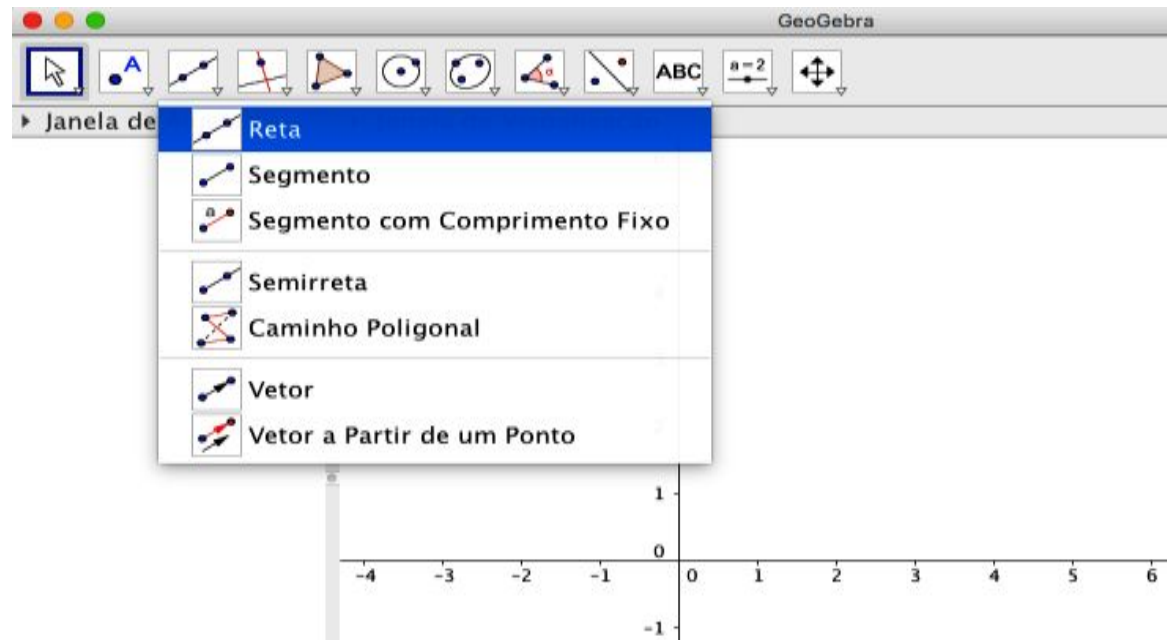 GeoGebra
A
α
ABC
a=2
Janela de
Reta
Segmento
a
Segmento com Comprimento Fixo
Semirreta
Caminho Poligonal
Vetor
Vetor a Partir de um Ponto
1
0
-4 -3 -2 -1 0 1 2 3 4 5 6
-1